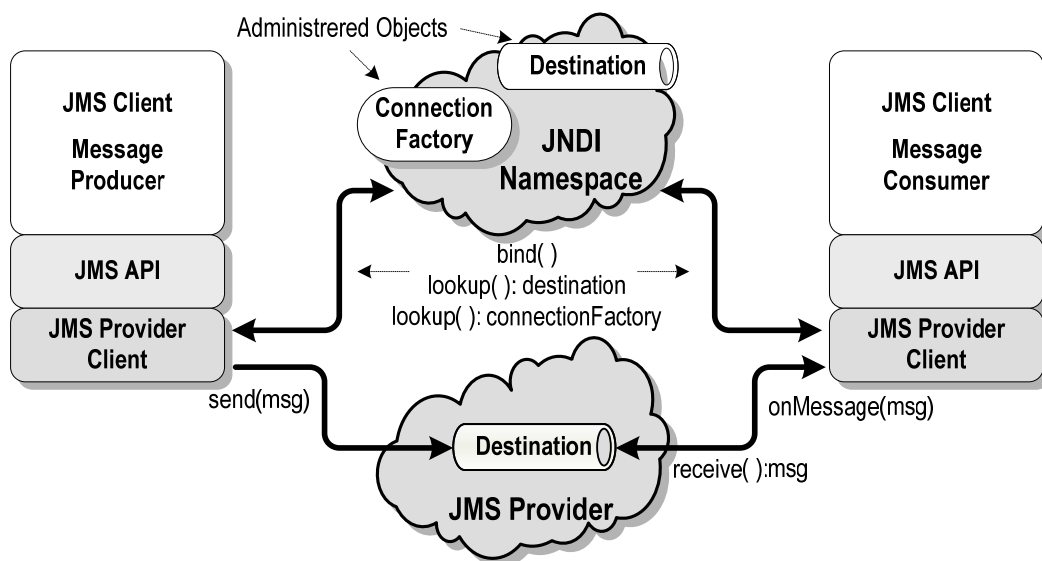 Administrered Objects
JMS Client
Message
Producer
JMS API
JMS Provider
Client
Destination
Connection
Factory
JNDI
Namespace
JMS Client
Message
Consumer
JMS API
JMS Provider
Client
bind( )
lookup( ): destination
lookup( ): connectionFactory
send(msg)
onMessage(msg)
Destination
receive( ):msg
JMS Provider